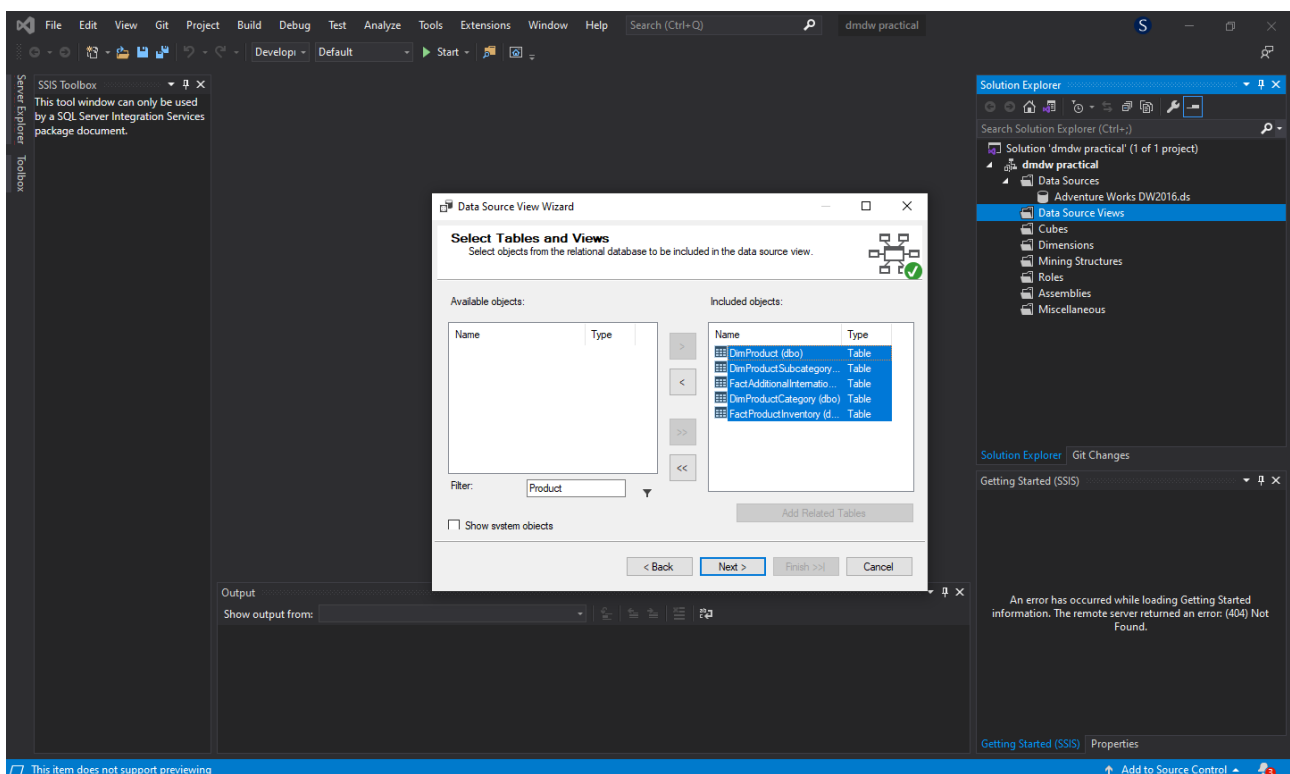 File Edit View Git Project Build Debug Test Analyze Tools Extensions Window Help Search (Ctrl+Q) dmdw practical S
Developı Default Start
Server Explorer
Toolbox
SSIS Toolbox
This tool window can only be used
by a SQL Server Integration Services
package document.
Data Source View Wizard
Select Tables and Views
Select objects from the relational database to be included in the data source view.
Available objects:
Included objects:
Name Type
Name Type
DimProduct (dbo) Table
DimProductSubcategory... Table
FactAdditionalInternatio... Table
DimProductCategory (dbo) Table
FactProductInventory (d... Table
>
<
>>
<<
Filter: Product
Add Related Tables
Show system objects
< Back Next > Finish >>| Cancel
Output
Show output from:
Solution Explorer
Search Solution Explorer (Ctrl+;)
Solution 'dmdw practical' (1 of 1 project)
dmdw practical
Data Sources
Adventure Works DW2016.ds
Data Source Views
Cubes
Dimensions
Mining Structures
Roles
Assemblies
Miscellaneous
Solution Explorer Git Changes
Getting Started (SSIS)
An error has occurred while loading Getting Started
information. The remote server returned an error: (404) Not
Found.
Getting Started (SSIS) Properties
This item does not support previewing
Add to Source Control 3